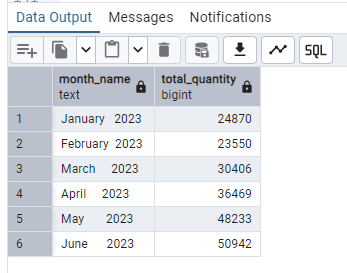 Data Output Messages Notifications
SQL
month_name total_quantity
text bigint
1 January   2023 24870
2 February  2023 23550
3 March     2023 30406
4 April     2023 36469
5 May       2023 48233
6 June      2023 50942